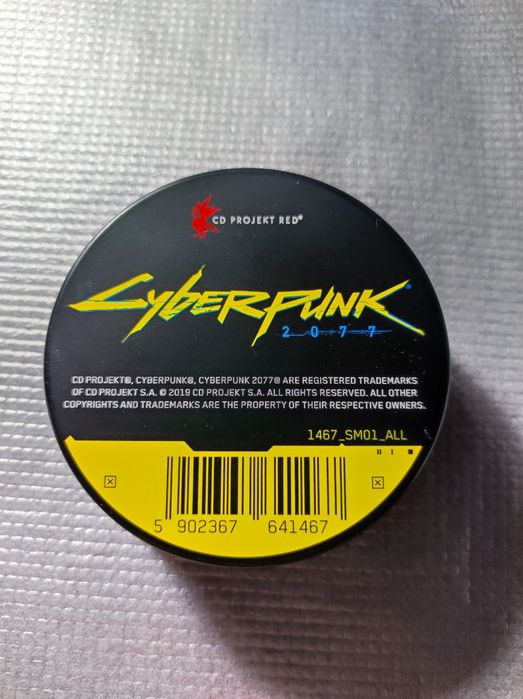 CD PROJEKT RED®
CYBERPUNK®
2077
CD PROJEKT®, CYBERPUNK®, CYBERPUNK 2077® ARE REGISTERED TRADEMARKS
OF CD PROJEKT S.A. © 2019 CD PROJEKT S.A. ALL RIGHTS RESERVED. ALL OTHER
COPYRIGHTS AND TRADEMARKS ARE THE PROPERTY OF THEIR RESPECTIVE OWNERS.
1467_SM01_ALL
5 902367 641467